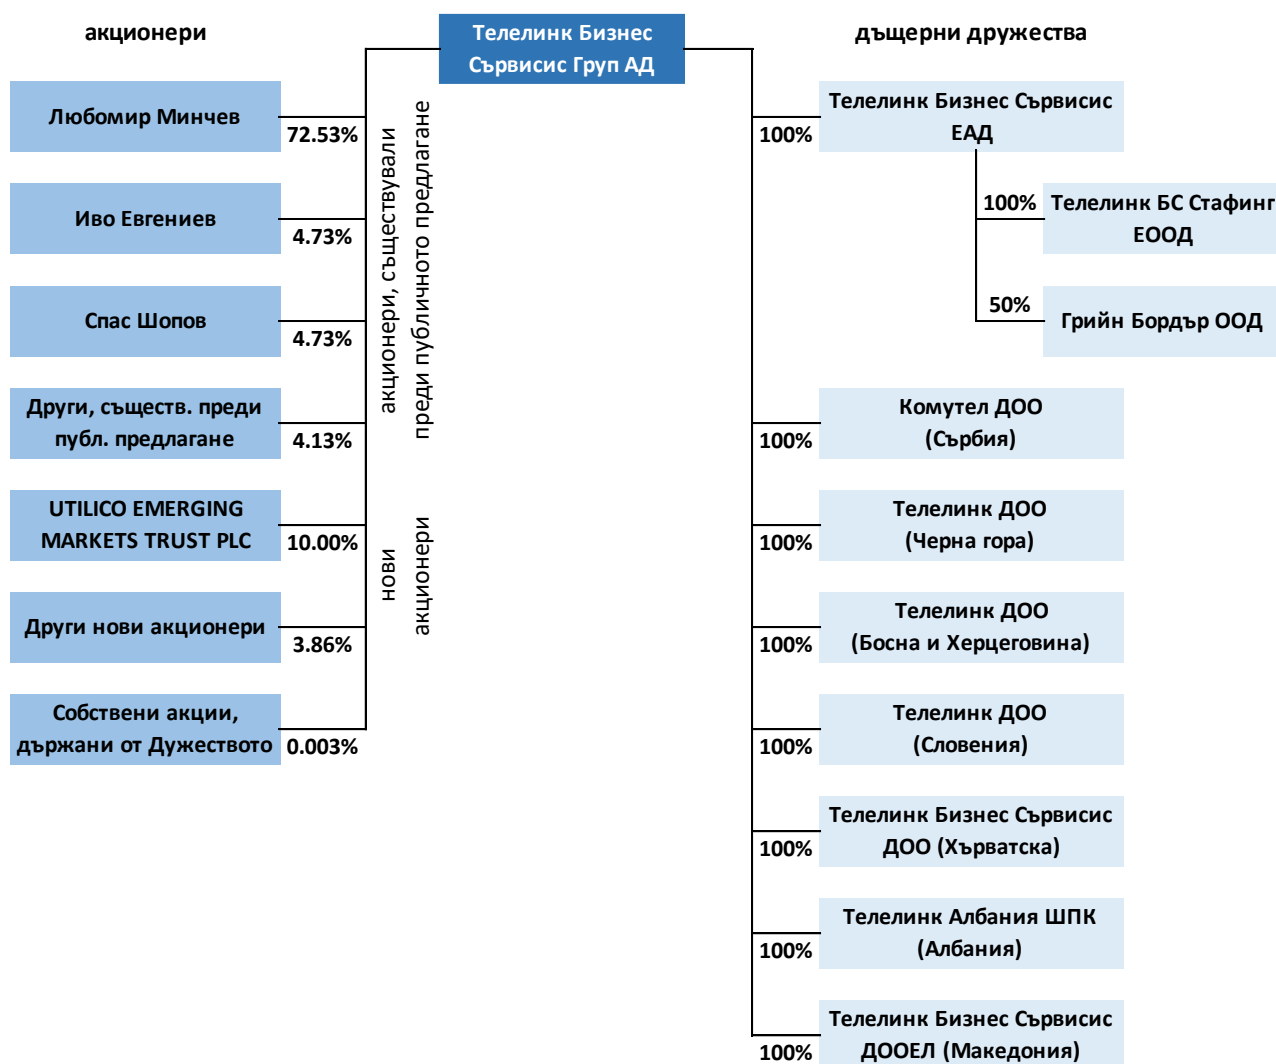 акционери
Телелинк Бизнес
Сървисис Груп АД
дъщерни дружества
Любомир Минчев
72.53%
Иво Евгениев
4.73%
Спас Шопов
4.73%
Други, съществ. преди
публ. предлагане
4.13%
UTILICO EMERGING
MARKETS TRUST PLC
10.00%
Други нови акционери
3.86%
Собствени акции,
държани от Дужеството
0.003%
акционери, съществували
преди публичното предлагане
нови
акционери
Телелинк Бизнес Сървисис
ЕАД
100%
100%
Телелинк БС Стафинг
ЕООД
50%
Грийн Бордър ООД
Комутел ДОО
(Сърбия)
100%
Телелинк ДОО
(Черна гора)
100%
Телелинк ДОО
(Босна и Херцеговина)
100%
Телелинк ДОО
(Словения)
100%
Телелинк Бизнес Сървисис
ДОО (Хърватска)
100%
Телелинк Албания ШПК
(Албания)
100%
Телелинк Бизнес Сървисис
ДООЕЛ (Македония)
100%